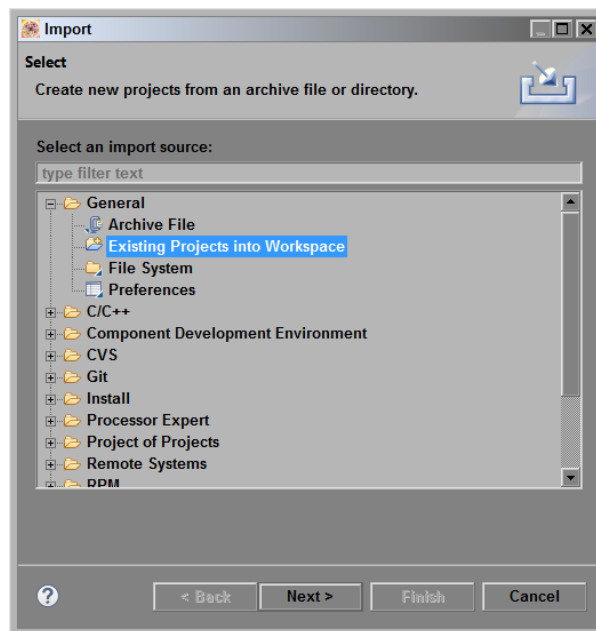 Import
Select
Create new projects from an archive file or directory.
Select an import source:
type filter text
General
Archive File
Existing Projects into Workspace
File System
Preferences
C/C++
Component Development Environment
CVS
Git
Install
Processor Expert
Project of Projects
Remote Systems
RPM
< Back
Next >
Finish
Cancel